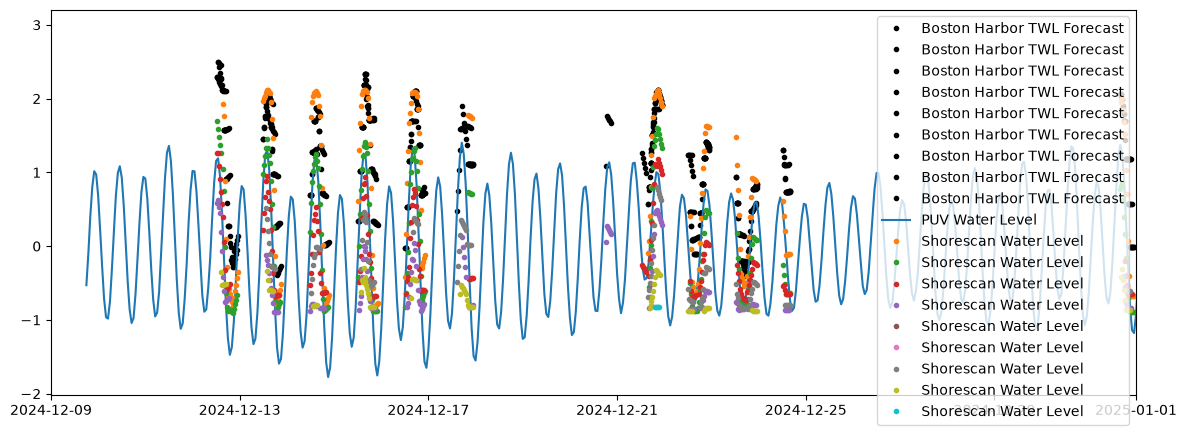 3
2
1
0
−1
−2
2024-12-09
2024-12-13
2024-12-17
2024-12-21
2024-12-25
2025-01-01
Boston Harbor TWL Forecast
Boston Harbor TWL Forecast
Boston Harbor TWL Forecast
Boston Harbor TWL Forecast
Boston Harbor TWL Forecast
Boston Harbor TWL Forecast
Boston Harbor TWL Forecast
Boston Harbor TWL Forecast
Boston Harbor TWL Forecast
PUV Water Level
Shorescan Water Level
Shorescan Water Level
Shorescan Water Level
Shorescan Water Level
Shorescan Water Level
Shorescan Water Level
Shorescan Water Level
Shorescan Water Level
Shorescan Water Level